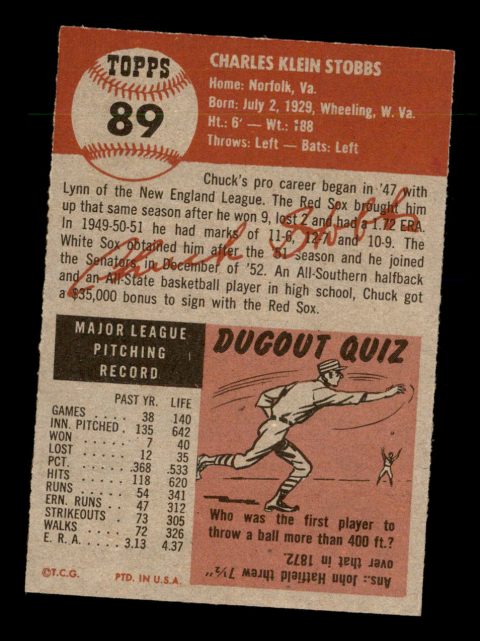 TOPPS
89
CHARLES KLEIN STOBBS
Home: Norfolk, Va.
Born: July 2, 1929, Wheeling, W. Va.
Ht.: 6' — Wt.: 188
Throws: Left — Bats: Left
Chuck's pro career began in '47 with
Lynn of the New England League. The Red Sox brought him
up that same season after he won 9, lost 2 and had a 1.72 ERA.
In 1949-50-51 he had marks of 11-6, 12-7 and 10-9. The
White Sox obtained him after the '51 season and he joined
the Senators in December of '52. An All-Southern halfback
and an All-State basketball player in high school, Chuck got
a $35,000 bonus to sign with the Red Sox.
Chuck Stobbs
MAJOR LEAGUE
PITCHING
RECORD
PAST YR. LIFE
GAMES 38 140
INN. PITCHED 135 642
WON 7 40
LOST 12 35
PCT. .368 .533
HITS 118 620
RUNS 54 341
ERN. RUNS 47 312
STRIKEOUTS 73 305
WALKS 72 326
E. R. A. 3.13 4.37
©T.C.G. PTD. IN U.S.A.
DUGOUT QUIZ
Who was the first player to
throw a ball more than 400 ft.?
Ans.: John Hatfield threw 7½"
over that in 1872.